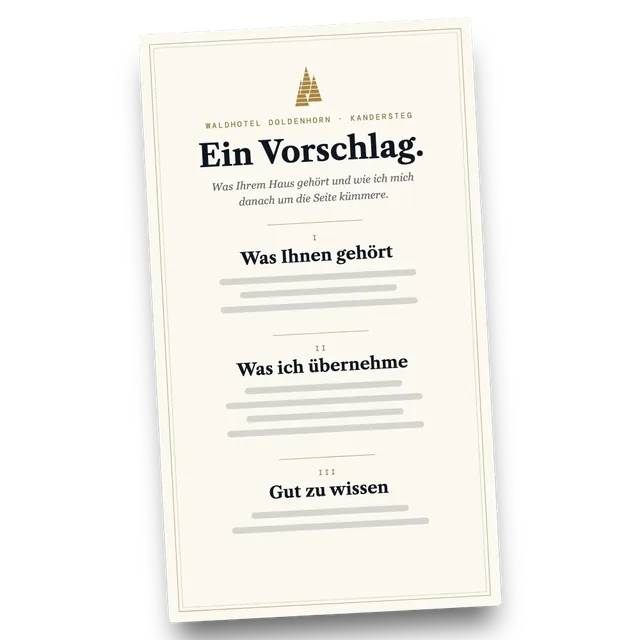 WALDHOTEL DOLDENHORN · KANDERSTEG
Ein Vorschlag.
Was Ihrem Haus gehört und wie ich mich
danach um die Seite kümmere.
I
Was Ihnen gehört
II
Was ich übernehme
III
Gut zu wissen